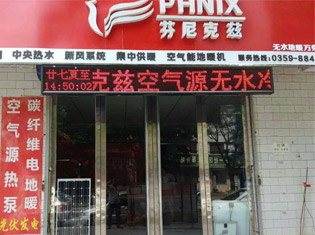 PHNIX
芬尼克兹
无水地暖万
中央热水 新风系统 集中供暖 空气能地暖机
服务热线：0359-884
廿七夏至
14:50:02
克兹空气源无水冷
空气源热泵
碳纤维电地暖
光伏发电